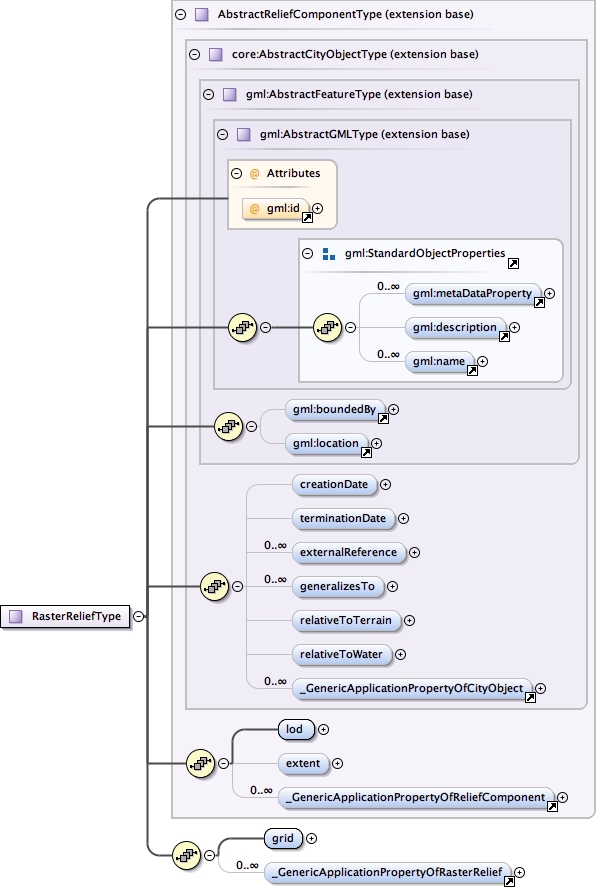 AbstractReliefComponentType (extension base)
core:AbstractCityObjectType (extension base)
gml:AbstractFeatureType (extension base)
gml:AbstractGMLType (extension base)
@ Attributes
@ gml:id
gml:StandardObjectProperties
0..∞
gml:metaDataProperty
gml:description
0..∞
gml:name
gml:boundedBy
gml:location
creationDate
terminationDate
0..∞
externalReference
0..∞
generalizesTo
relativeToTerrain
relativeToWater
0..∞
_GenericApplicationPropertyOfCityObject
RasterReliefType
lod
extent
0..∞
_GenericApplicationPropertyOfReliefComponent
grid
0..∞
_GenericApplicationPropertyOfRasterRelief